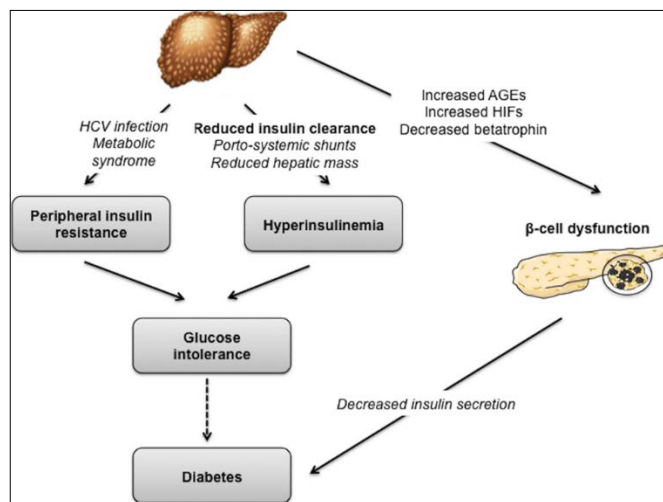 Increased AGEs
Increased HIFs
Decreased betatrophin
HCV infection
Metabolic
syndrome
Reduced insulin clearance
Porto-systemic shunts
Reduced hepatic mass
Peripheral insulin
resistance
Hyperinsulinemia
β-cell dysfunction
Glucose
intolerance
Decreased insulin secretion
Diabetes